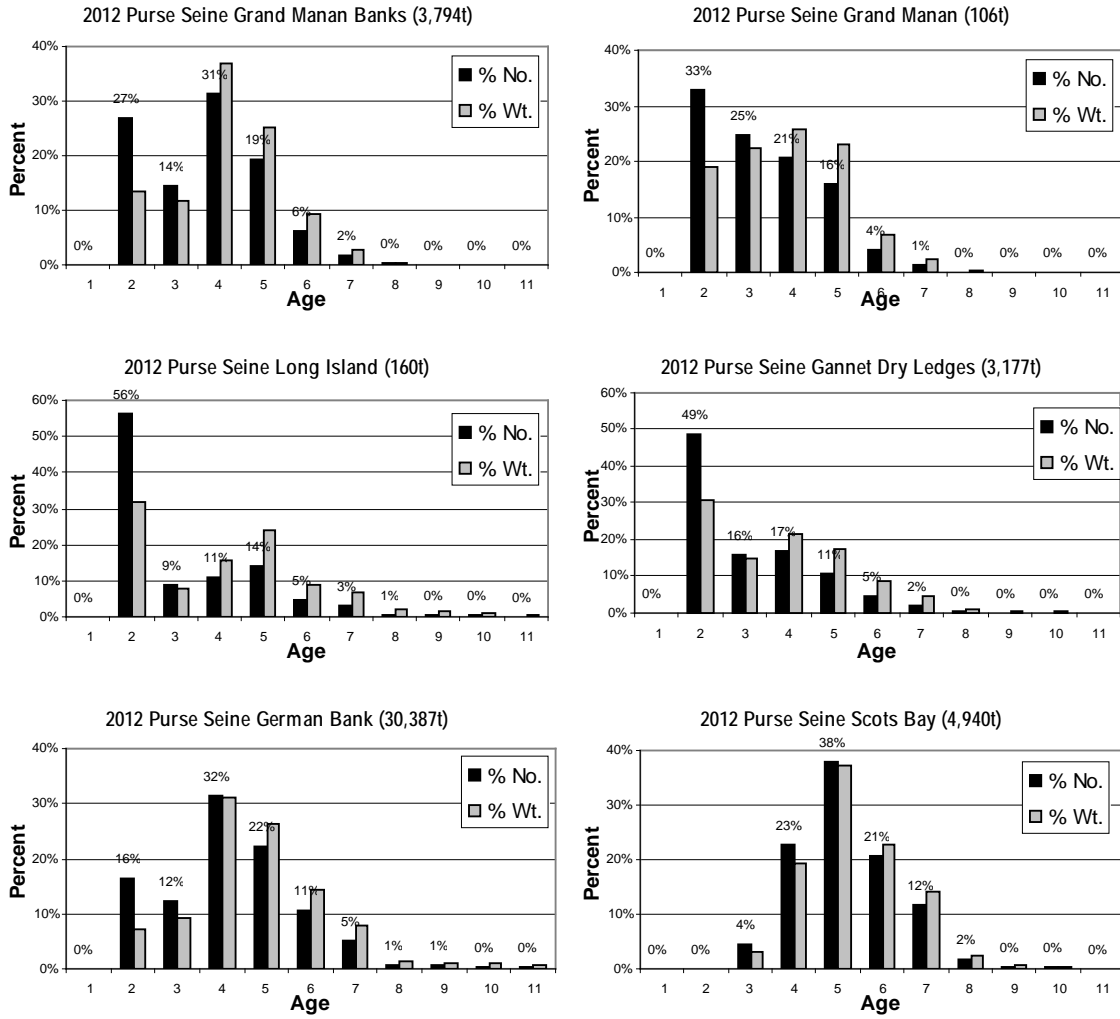 2012 Purse Seine Grand Manan Banks (3,794t)
40%
30%
20%
10%
0%
Percent
0%
27%
14%
31%
19%
6%
2%
0%
0%
0%
0%
% No.
% Wt.
1 2 3 4 5 6 7 8 9 10 11
Age
2012 Purse Seine Grand Manan (106t)
40%
30%
20%
10%
0%
Percent
0%
33%
25%
21%
16%
4%
1%
0%
0%
0%
0%
% No.
% Wt.
1 2 3 4 5 6 7 8 9 10 11
Age
2012 Purse Seine Long Island (160t)
60%
50%
40%
30%
20%
10%
0%
Percent
0%
56%
9%
11%
14%
5%
3%
1%
0%
0%
0%
% No.
% Wt.
1 2 3 4 5 6 7 8 9 10 11
Age
2012 Purse Seine Gannet Dry Ledges (3,177t)
60%
50%
40%
30%
20%
10%
0%
Percent
0%
49%
16%
17%
11%
5%
2%
0%
0%
0%
0%
% No.
% Wt.
1 2 3 4 5 6 7 8 9 10 11
Age
2012 Purse Seine German Bank (30,387t)
40%
30%
20%
10%
0%
Percent
0%
16%
12%
32%
22%
11%
5%
1%
1%
0%
0%
% No.
% Wt.
1 2 3 4 5 6 7 8 9 10 11
Age
2012 Purse Seine Scots Bay (4,940t)
40%
30%
20%
10%
0%
Percent
0%
0%
4%
23%
38%
21%
12%
2%
0%
0%
0%
% No.
% Wt.
1 2 3 4 5 6 7 8 9 10 11
Age